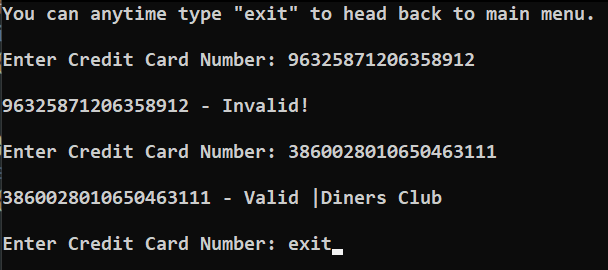 You can anytime type "exit" to head back to main menu.
Enter Credit Card Number: 96325871206358912
96325871206358912 - Invalid!
Enter Credit Card Number: 3860028010650463111
3860028010650463111 - Valid |Diners Club
Enter Credit Card Number: exit